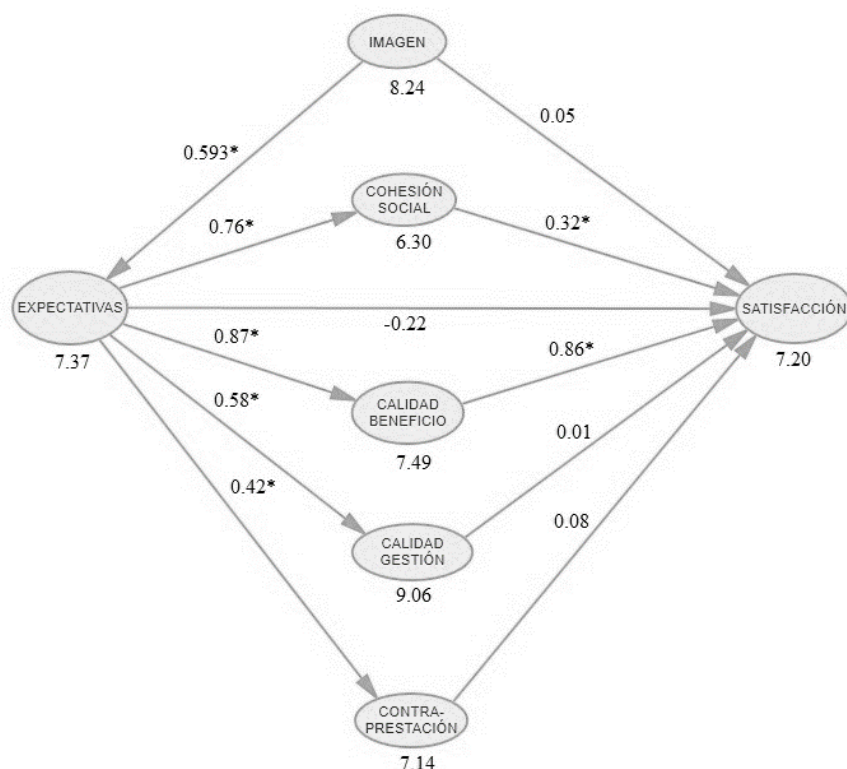 IMAGEN
8.24
0.05
0.593*
COHESIÓN
SOCIAL
0.76*
0.32*
6.30
EXPECTATIVAS
SATISFACCIÓN
-0.22
7.37
0.87*
0.86*
7.20
CALIDAD
BENEFICIO
0.58*
7.49
0.01
0.42*
0.08
CALIDAD
GESTIÓN
9.06
CONTRA-
PRESTACIÓN
7.14